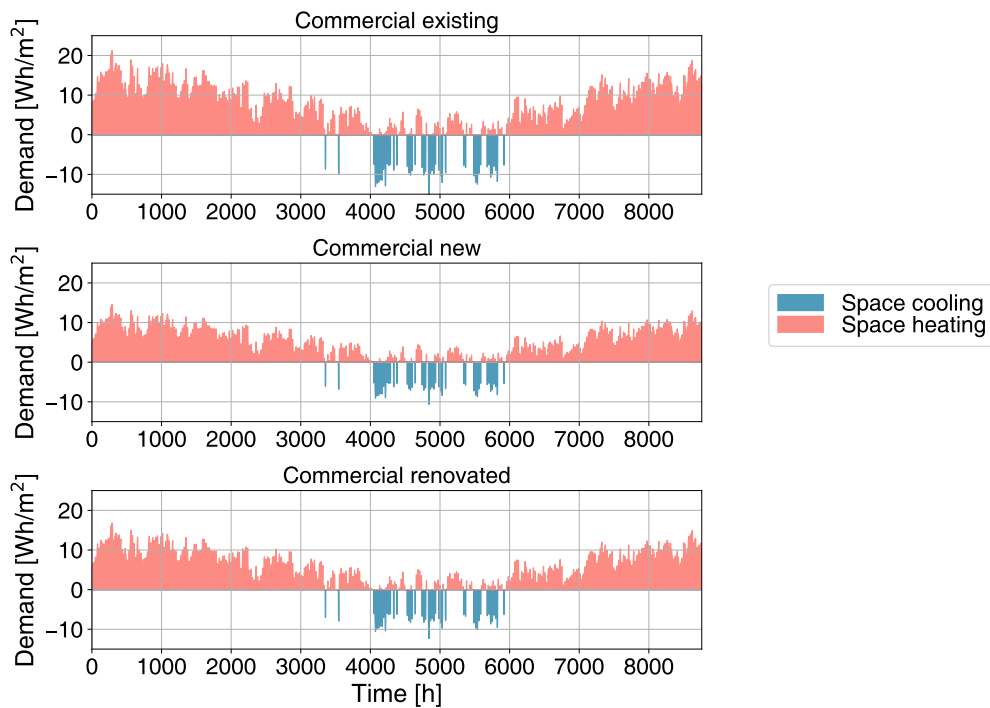 Commercial existing
Demand [Wh/m²]
20
10
0
−10
0 1000 2000 3000 4000 5000 6000 7000 8000
Commercial new
Demand [Wh/m²]
20
10
0
−10
0 1000 2000 3000 4000 5000 6000 7000 8000
Space cooling
Space heating
Commercial renovated
Demand [Wh/m²]
20
10
0
−10
0 1000 2000 3000 4000 5000 6000 7000 8000
Time [h]